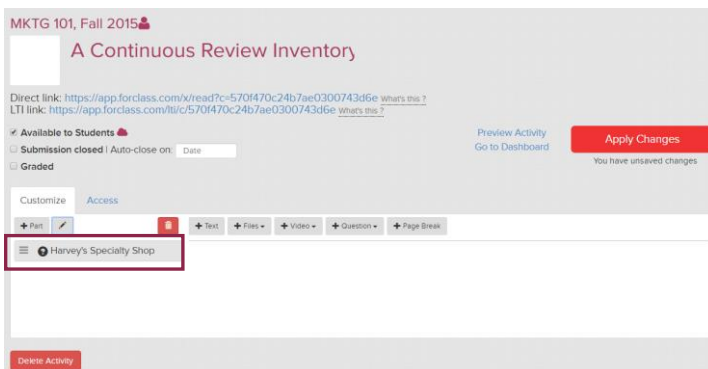 MKTG 101, Fall 2015
A Continuous Review Inventory
Direct link: https://app.forclass.com/x/read?c=570f470c24b7ae0300743d6e What's this ?
LTI link: https://app.forclass.com/lti/c/570f470c24b7ae0300743d6e What's this ?
Available to Students
Submission closed | Auto-close on: Date
Graded
Preview Activity
Go to Dashboard
Apply Changes
You have unsaved changes
Customize Access
+ Part + Text + Files + Video + Question + Page Break
Harvey's Specialty Shop
Delete Activity